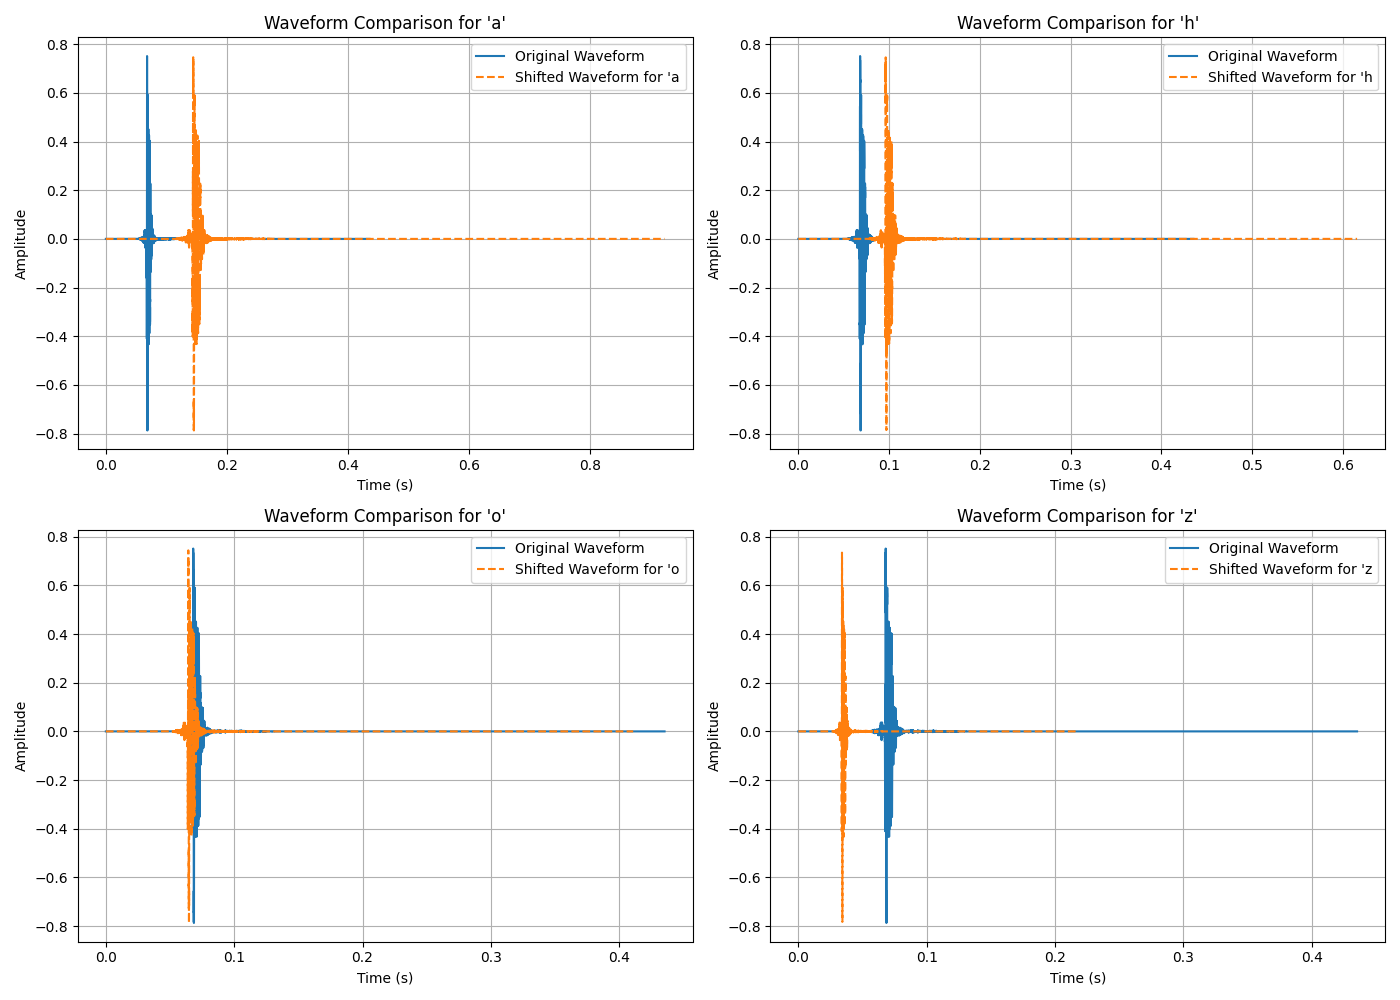 Waveform Comparison for 'a'
Original Waveform
Shifted Waveform for 'a
Amplitude
0.8
0.6
0.4
0.2
0.0
−0.2
−0.4
−0.6
−0.8
0.0 0.2 0.4 0.6 0.8
Time (s)
Waveform Comparison for 'h'
Original Waveform
Shifted Waveform for 'h
Amplitude
0.8
0.6
0.4
0.2
0.0
−0.2
−0.4
−0.6
−0.8
0.0 0.1 0.2 0.3 0.4 0.5 0.6
Time (s)
Waveform Comparison for 'o'
Original Waveform
Shifted Waveform for 'o
Amplitude
0.8
0.6
0.4
0.2
0.0
−0.2
−0.4
−0.6
−0.8
0.0 0.1 0.2 0.3 0.4
Time (s)
Waveform Comparison for 'z'
Original Waveform
Shifted Waveform for 'z
Amplitude
0.8
0.6
0.4
0.2
0.0
−0.2
−0.4
−0.6
−0.8
0.0 0.1 0.2 0.3 0.4
Time (s)